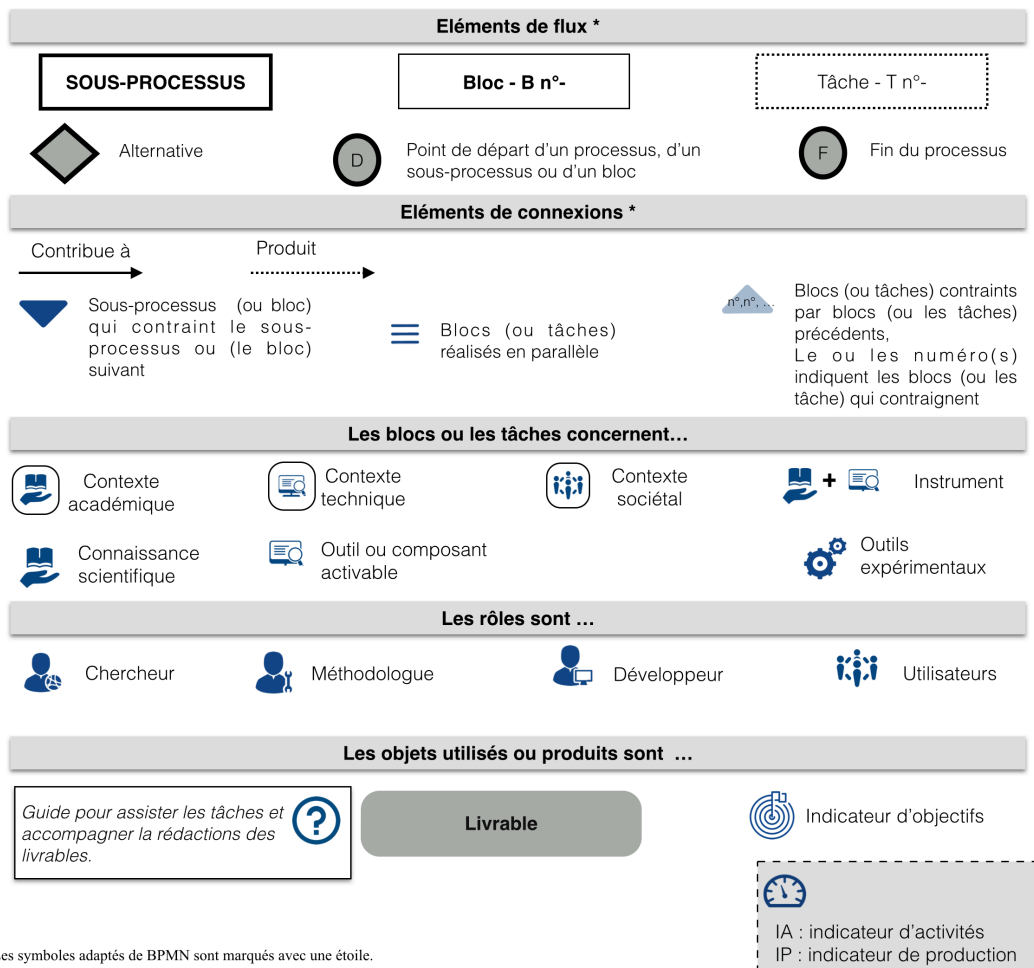 Eléments de flux *
SOUS-PROCESSUS
Bloc - B n°-
Tâche - T n°-
Alternative
D
Point de départ d'un processus, d'un
sous-processus ou d'un bloc
F
Fin du processus
Eléments de connexions *
Contribue à
Produit
Sous-processus (ou bloc)
qui contraint le sous-
processus ou (le bloc)
suivant
Blocs (ou tâches)
réalisés en parallèle
n°,n°, ...
Blocs (ou tâches) contraints
par blocs (ou les tâches)
précédents,
Le ou les numéro(s)
indiquent les blocs (ou les
tâche) qui contraignent
Les blocs ou les tâches concernent…
Contexte
académique
Contexte
technique
Contexte
sociétal
+
Instrument
Connaissance
scientifique
Outil ou composant
activable
Outils
expérimentaux
Les rôles sont …
Chercheur
Méthodologue
Développeur
Utilisateurs
Les objets utilisés ou produits sont …
Guide pour assister les tâches et
accompagner la rédactions des
livrables.
?
Livrable
Indicateur d'objectifs
IA : indicateur d'activités
IP : indicateur de production
es symboles adaptés de BPMN sont marqués avec une étoile.